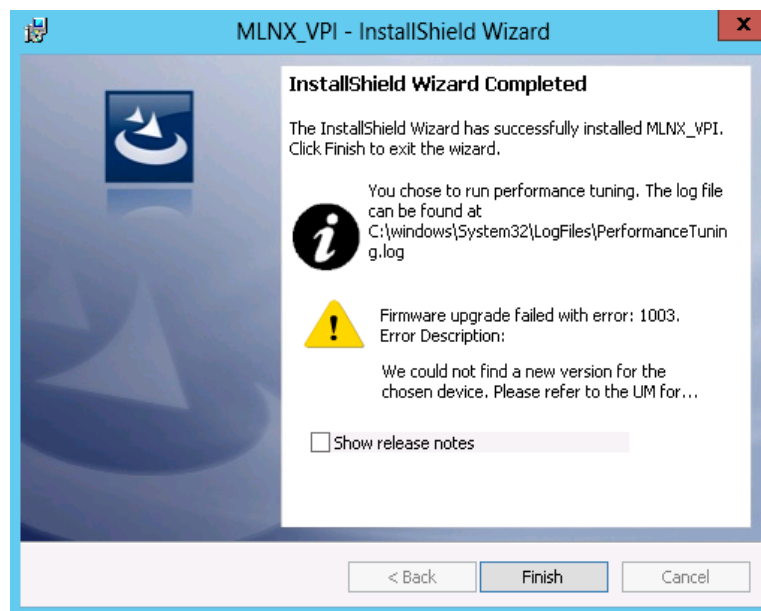 MLNX_VPI - InstallShield Wizard
x
InstallShield Wizard Completed
The InstallShield Wizard has successfully installed MLNX_VPI.
Click Finish to exit the wizard.
You chose to run performance tuning. The log file
can be found at
C:\windows\System32\LogFiles\PerformanceTunin
g.log
Firmware upgrade failed with error: 1003.
Error Description:
We could not find a new version for the
chosen device. Please refer to the UM for...
Show release notes
< Back
Finish
Cancel